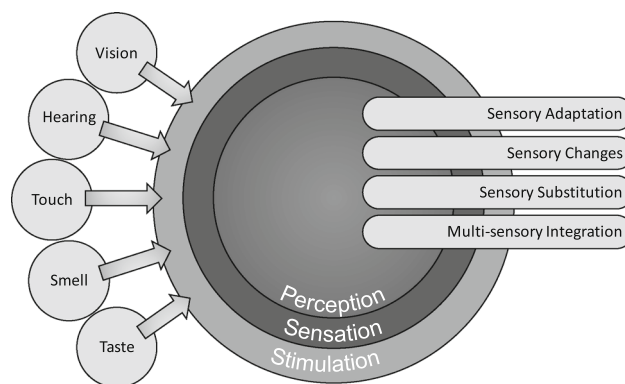 Vision
Hearing
Touch
Smell
Taste
Sensory Adaptation
Sensory Changes
Sensory Substitution
Multi-sensory Integration
Perception
Sensation
Stimulation